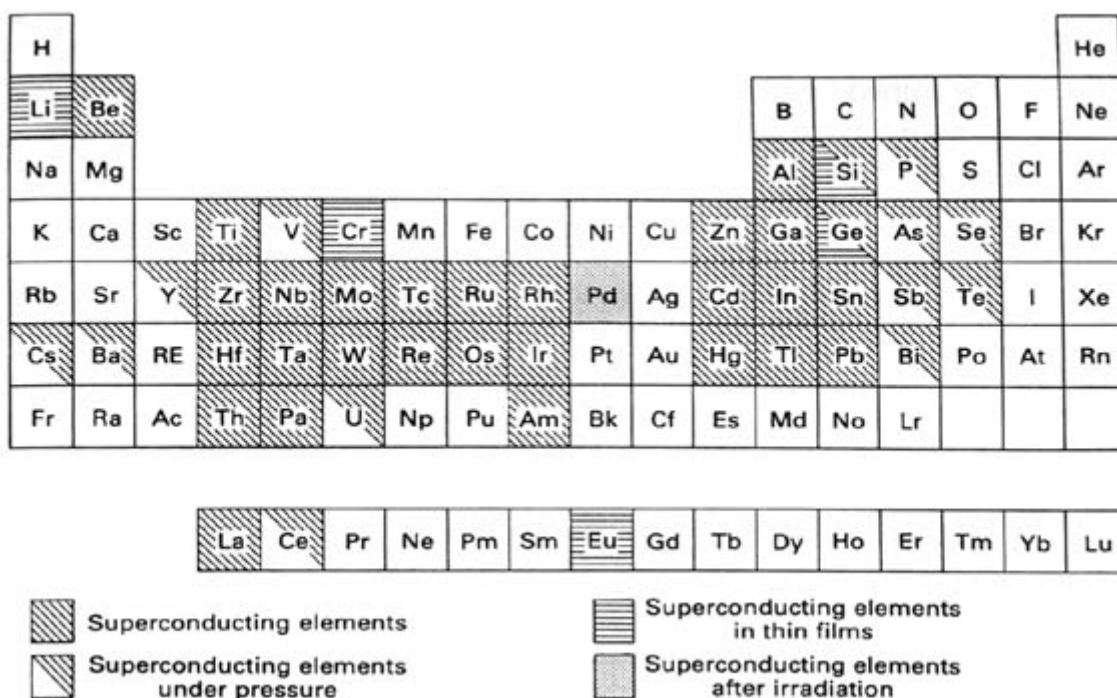 H He
Li Be B C N O F Ne
Na Mg Al Si P S Cl Ar
K Ca Sc Ti V Cr Mn Fe Co Ni Cu Zn Ga Ge As Se Br Kr
Rb Sr Y Zr Nb Mo Tc Ru Rh Pd Ag Cd In Sn Sb Te I Xe
Cs Ba RE Hf Ta W Re Os Ir Pt Au Hg Tl Pb Bi Po At Rn
Fr Ra Ac Th Pa U Np Pu Am Bk Cf Es Md No Lr
La Ce Pr Ne Pm Sm Eu Gd Tb Dy Ho Er Tm Yb Lu
Superconducting elements
Superconducting elements
under pressure
Superconducting elements
in thin films
Superconducting elements
after irradiation